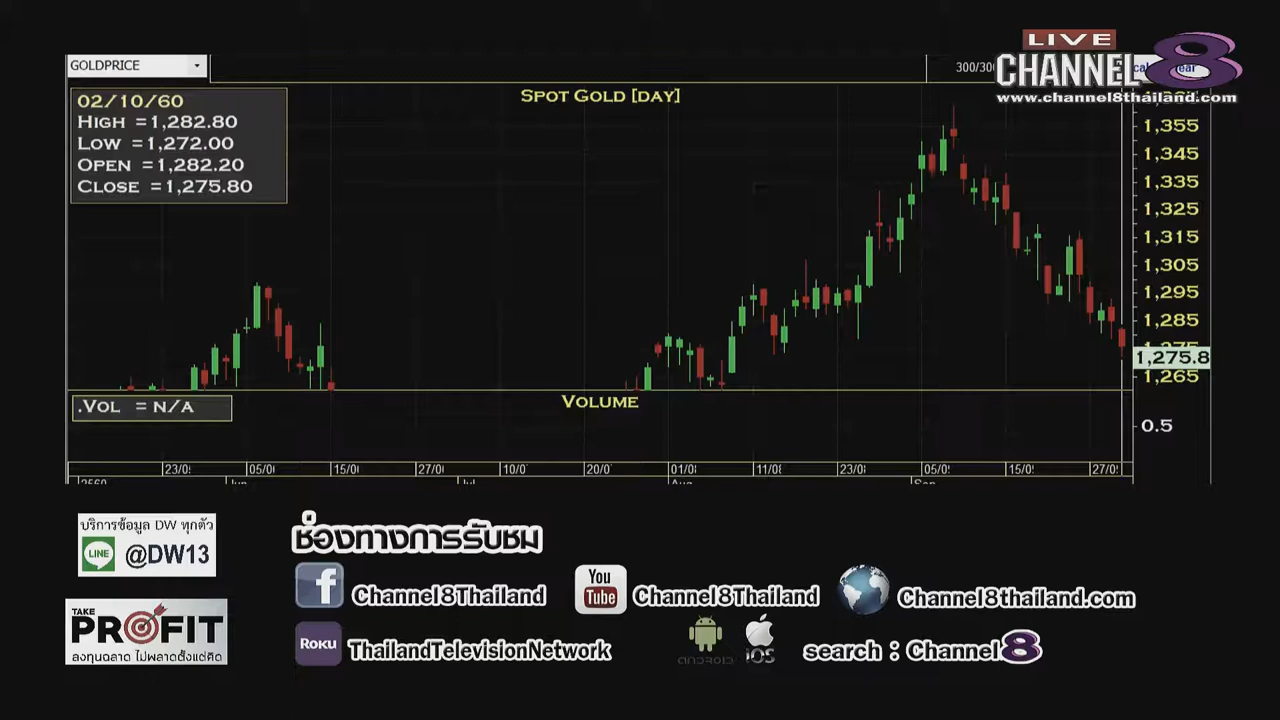 LIVE
CHANNEL 8
www.channel8thailand.com
GOLDPRICE
300/300
02/10/60
HIGH =1,282.80
LOW =1,272.00
OPEN =1,282.20
CLOSE =1,275.80
SPOT GOLD [DAY]
1,355
1,345
1,335
1,325
1,315
1,305
1,295
1,285
1,275.8
1,265
.VOL = N/A
VOLUME
0.5
23/0 05/0 15/0 27/0 10/0 20/0 01/0 11/0 23/0 05/0 15/0 27/0
2560 Jun Jul Aug Sep
บริการข้อมูล DW ทุกตัว
LINE @DW13
TAKE
PROFIT
ลงทุนฉลาด ไม่พลาดตั้งแต่คิด
ช่องทางการรับชม
f Channel8Thailand You Tube Channel8Thailand Channel8thailand.com
ROKU ThailandTelevisionNetwork ANDROID iOS search : Channel 8